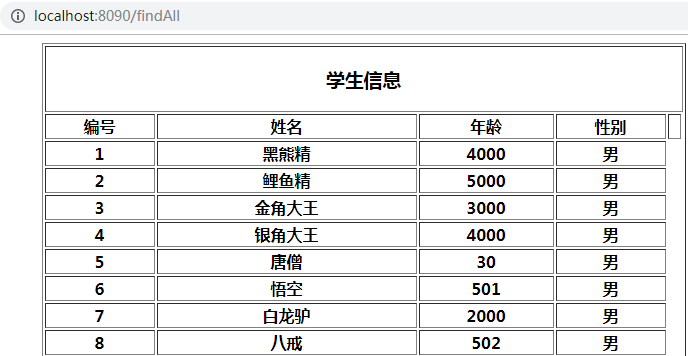 localhost:8090/findAll
学生信息
编号 姓名 年龄 性别
1 黑熊精 4000 男
2 鲤鱼精 5000 男
3 金角大王 3000 男
4 银角大王 4000 男
5 唐僧 30 男
6 悟空 501 男
7 白龙驴 2000 男
8 八戒 502 男